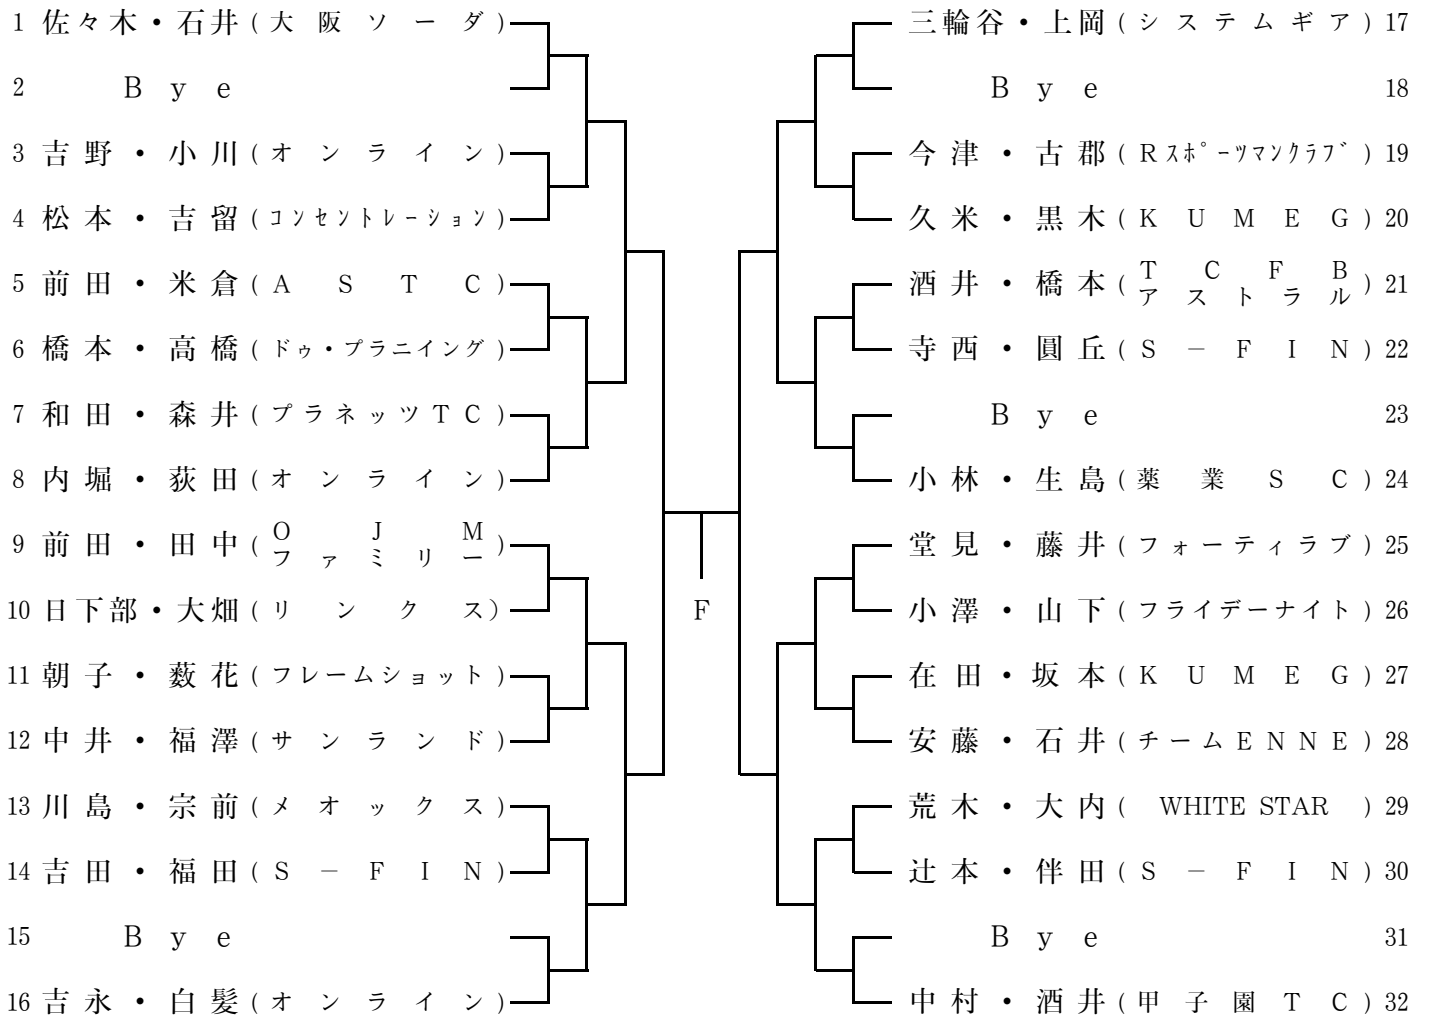 1 佐々木・石井(大阪ソーダ)
2 Bye
3 吉野・小川(オンライン)
4 松本・吉留(ｺﾝｾﾝﾄﾚｰｼｮﾝ)
5 前田・米倉(ASTC)
6 橋本・高橋(ドゥ・プラニイング)
7 和田・森井(プラネッツTC)
8 内堀・荻田(オンライン)
9 前田・田中(OJMファミリー)
10 日下部・大畑(リンクス)
11 朝子・薮花(フレームショット)
12 中井・福澤(サンランド)
13 川島・宗前(メオックス)
14 吉田・福田(S－FIN)
15 Bye
16 吉永・白髪(オンライン)
F
三輪谷・上岡(システムギア) 17
Bye 18
今津・古郡(Rｽﾎﾟｰﾂﾏﾝｸﾗﾌﾞ) 19
久米・黒木(KUMEG) 20
酒井・橋本(TCFBアストラル) 21
寺西・圓丘(S－FIN) 22
Bye 23
小林・生島(薬業SC) 24
堂見・藤井(フォーティラブ) 25
小澤・山下(フライデーナイト) 26
在田・坂本(KUMEG) 27
安藤・石井(チームENNE) 28
荒木・大内(WHITE STAR) 29
辻本・伴田(S－FIN) 30
Bye 31
中村・酒井(甲子園TC) 32